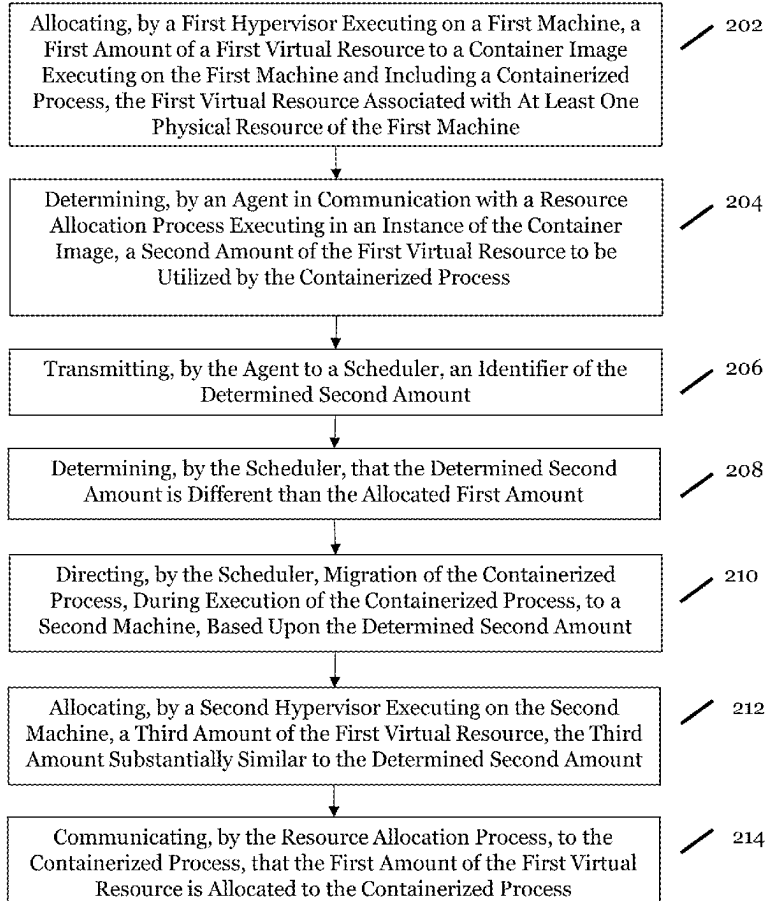 Allocating, by a First Hypervisor Executing on a First Machine, a
First Amount of a First Virtual Resource to a Container Image
Executing on the First Machine and Including a Containerized
Process, the First Virtual Resource Associated with At Least One
Physical Resource of the First Machine
202
Determining, by an Agent in Communication with a Resource
Allocation Process Executing in an Instance of the Container
Image, a Second Amount of the First Virtual Resource to be
Utilized by the Containerized Process
204
Transmitting, by the Agent to a Scheduler, an Identifier of the
Determined Second Amount
206
Determining, by the Scheduler, that the Determined Second
Amount is Different than the Allocated First Amount
208
Directing, by the Scheduler, Migration of the Containerized
Process, During Execution of the Containerized Process, to a
Second Machine, Based Upon the Determined Second Amount
210
Allocating, by a Second Hypervisor Executing on the Second
Machine, a Third Amount of the First Virtual Resource, the Third
Amount Substantially Similar to the Determined Second Amount
212
Communicating, by the Resource Allocation Process, to the
Containerized Process, that the First Amount of the First Virtual
Resource is Allocated to the Containerized Process
214